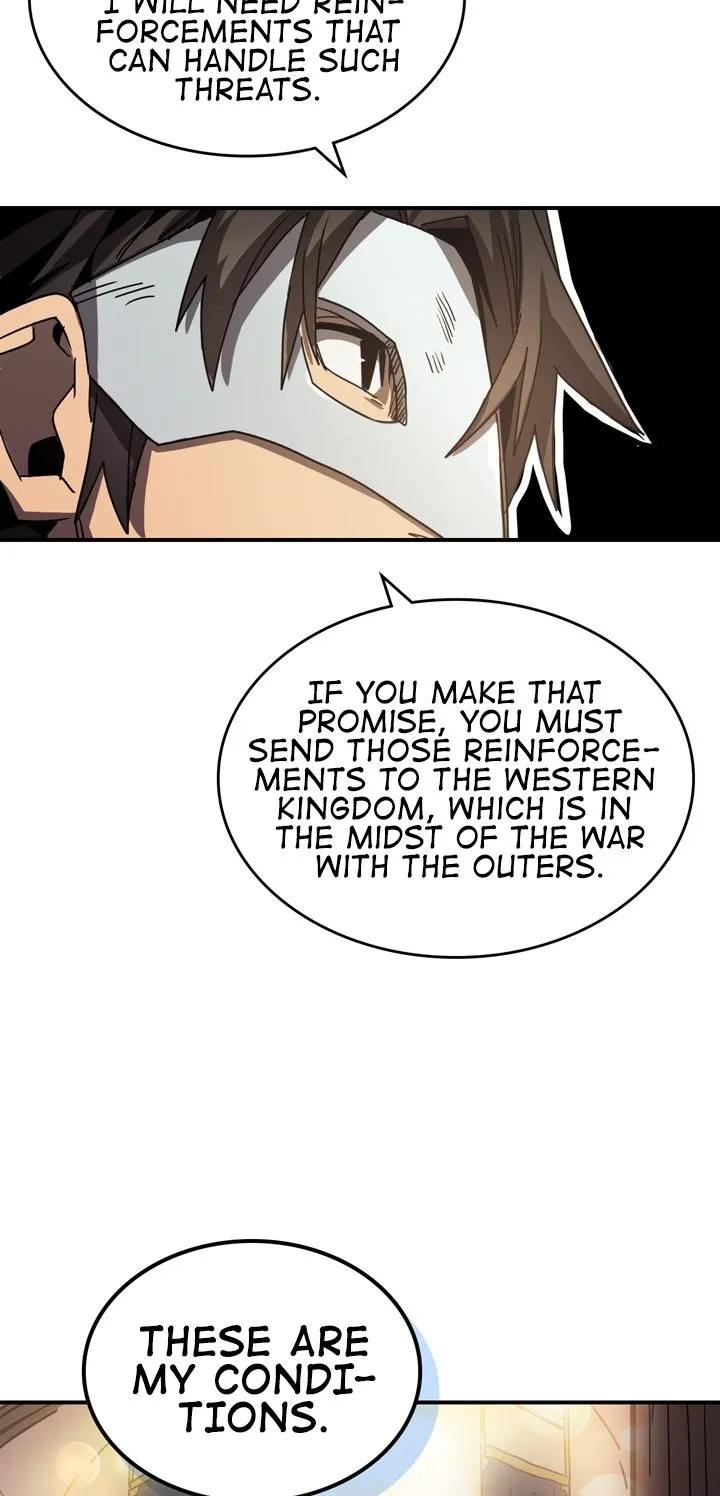 I WILL NEED REIN-
FORCEMENTS THAT
CAN HANDLE SUCH
THREATS.
IF YOU MAKE THAT
PROMISE, YOU MUST
SEND THOSE REINFORCE-
MENTS TO THE WESTERN
KINGDOM, WHICH IS IN
THE MIDST OF THE WAR
WITH THE OUTERS.
THESE ARE
MY CONDI-
TIONS.